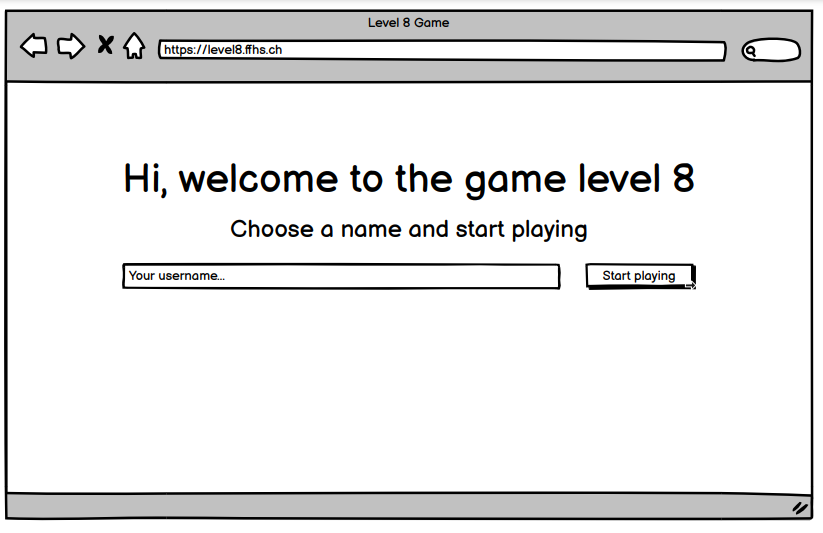 Level 8 Game
https://level8.ffhs.ch
Hi, welcome to the game level 8
Choose a name and start playing
Your username...
Start playing